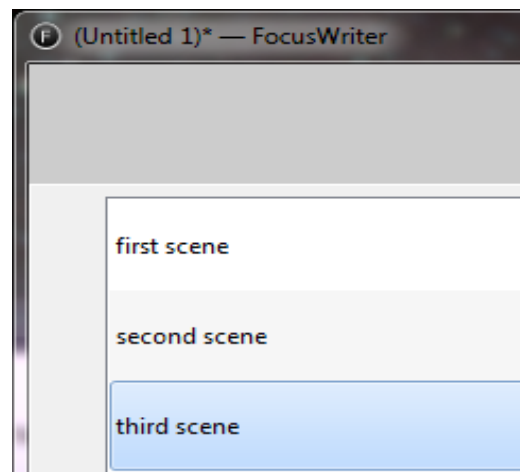 (Untitled 1)* — FocusWriter
first scene
second scene
third scene